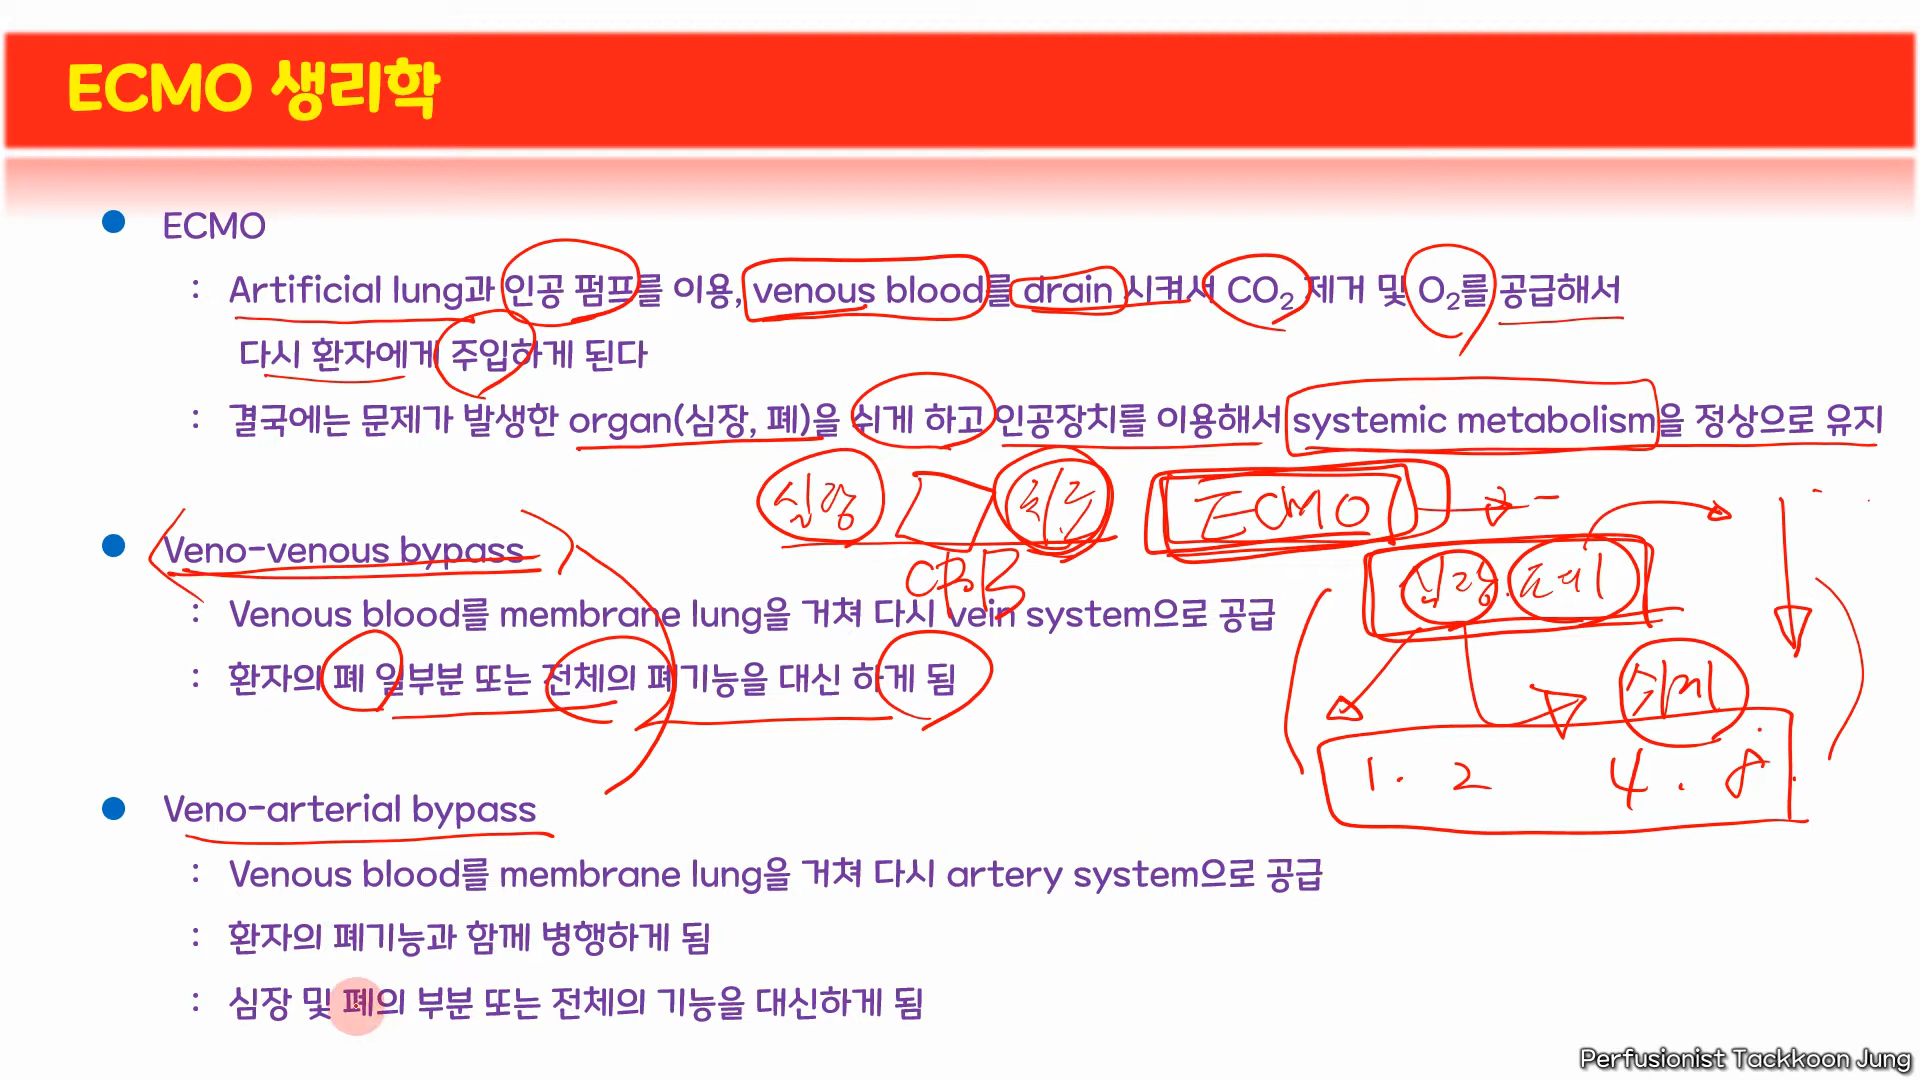 ECMO 생리학
ECMO
: Artificial lung과 인공 펌프를 이용, venous blood를 drain 시켜서 CO₂ 제거 및 O₂를 공급해서
다시 환자에게 주입하게 된다
: 결국에는 문제가 발생한 organ(심장, 폐)을 쉬게 하고 인공장치를 이용해서 systemic metabolism을 정상으로 유지
심장
치료
ECMO
CPB
Veno-venous bypass
심장. 폐
: Venous blood를 membrane lung을 거쳐 다시 vein system으로 공급
: 환자의 폐 일부분 또는 전체의 폐기능을 대신 하게 됨
1. 2 4. 8.
Veno-arterial bypass
: Venous blood를 membrane lung을 거쳐 다시 artery system으로 공급
: 환자의 폐기능과 함께 병행하게 됨
: 심장 및 폐의 부분 또는 전체의 기능을 대신하게 됨
Perfusionist Tackkoon Jung